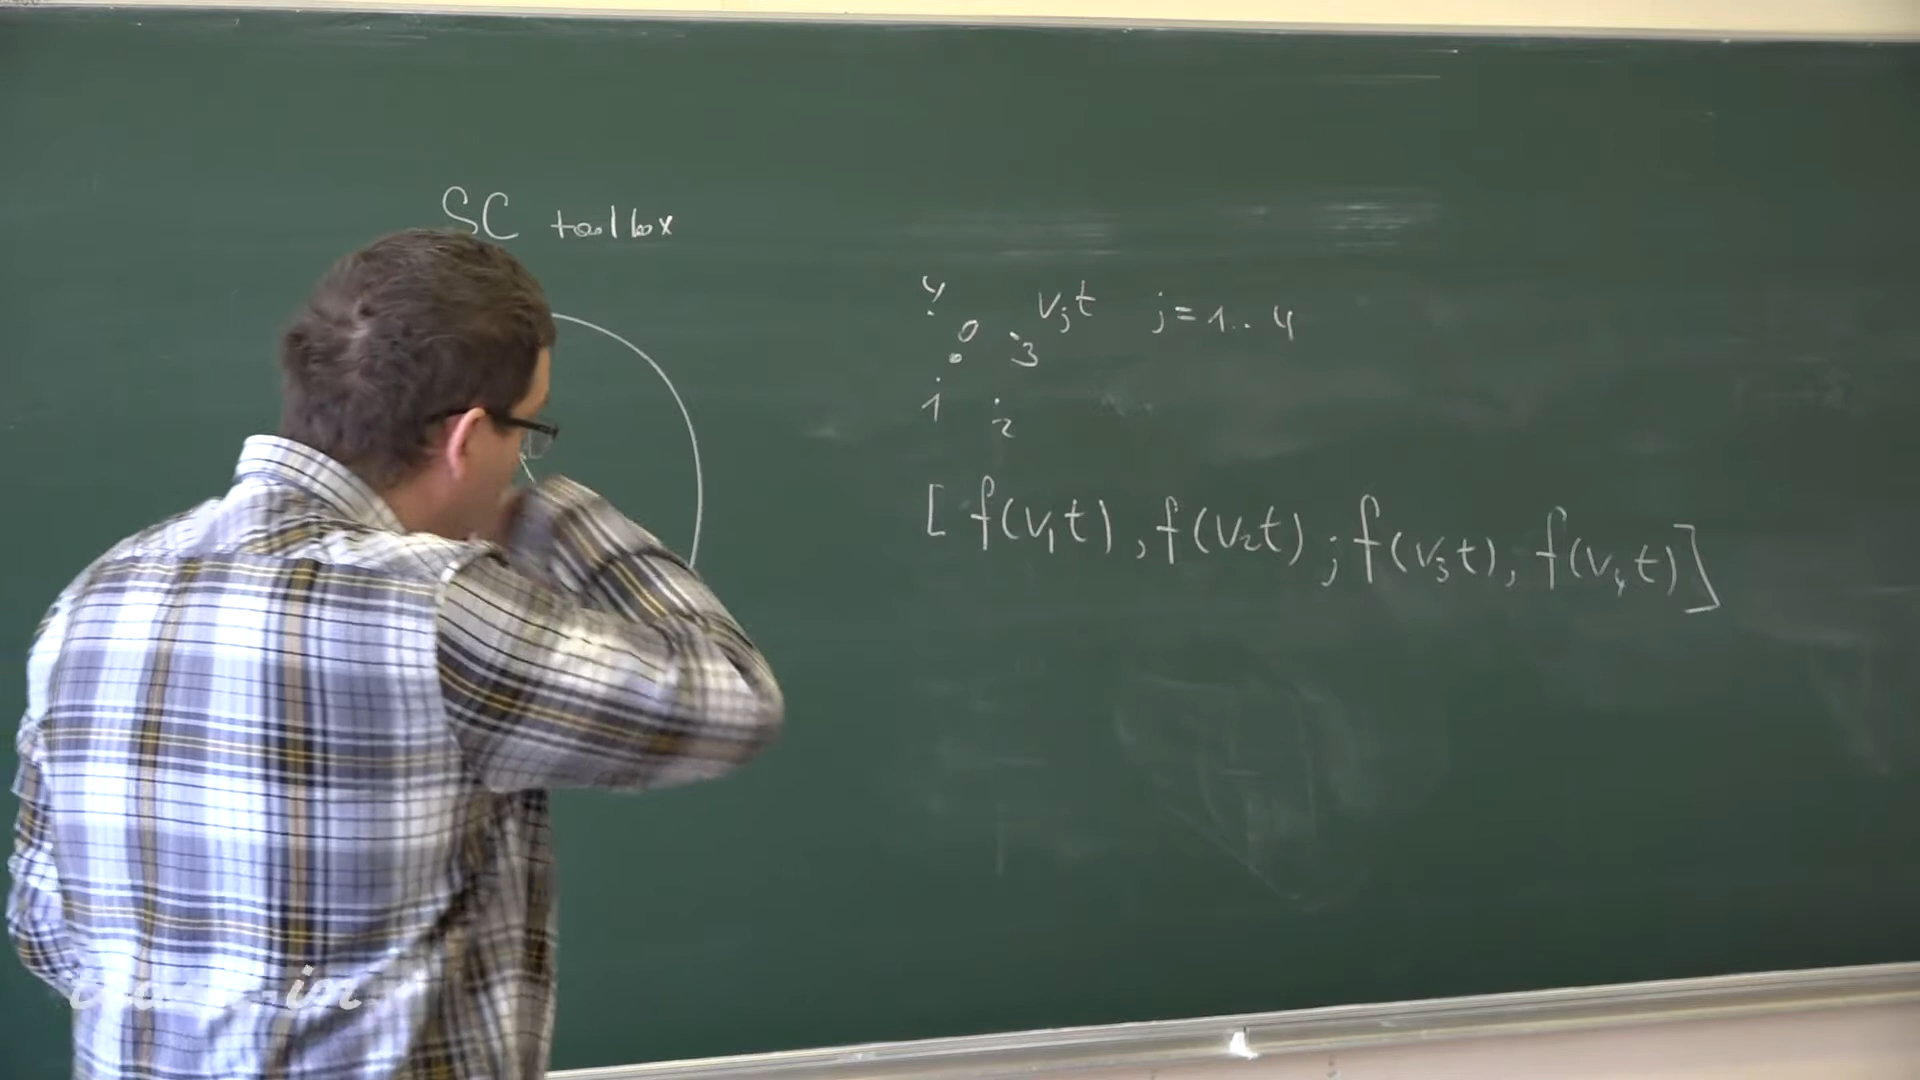 SC toolbox
4
0
3
v_j t j = 1..4
1
2
[ f(v_1 t), f(v_2 t) ; f(v_3 t), f(v_4 t) ]